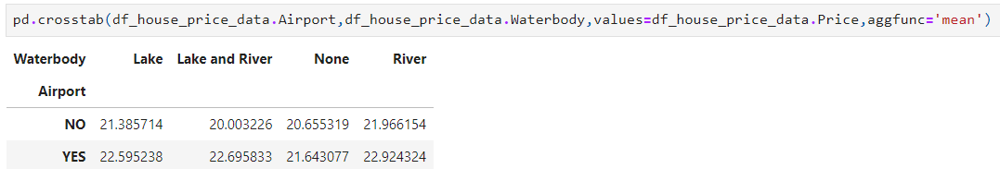 pd.crosstab(df_house_price_data.Airport,df_house_price_data.Waterbody,values=df_house_price_data.Price,aggfunc='mean')
Waterbody Lake Lake and River None River
Airport
NO 21.385714 20.003226 20.655319 21.966154
YES 22.595238 22.695833 21.643077 22.924324